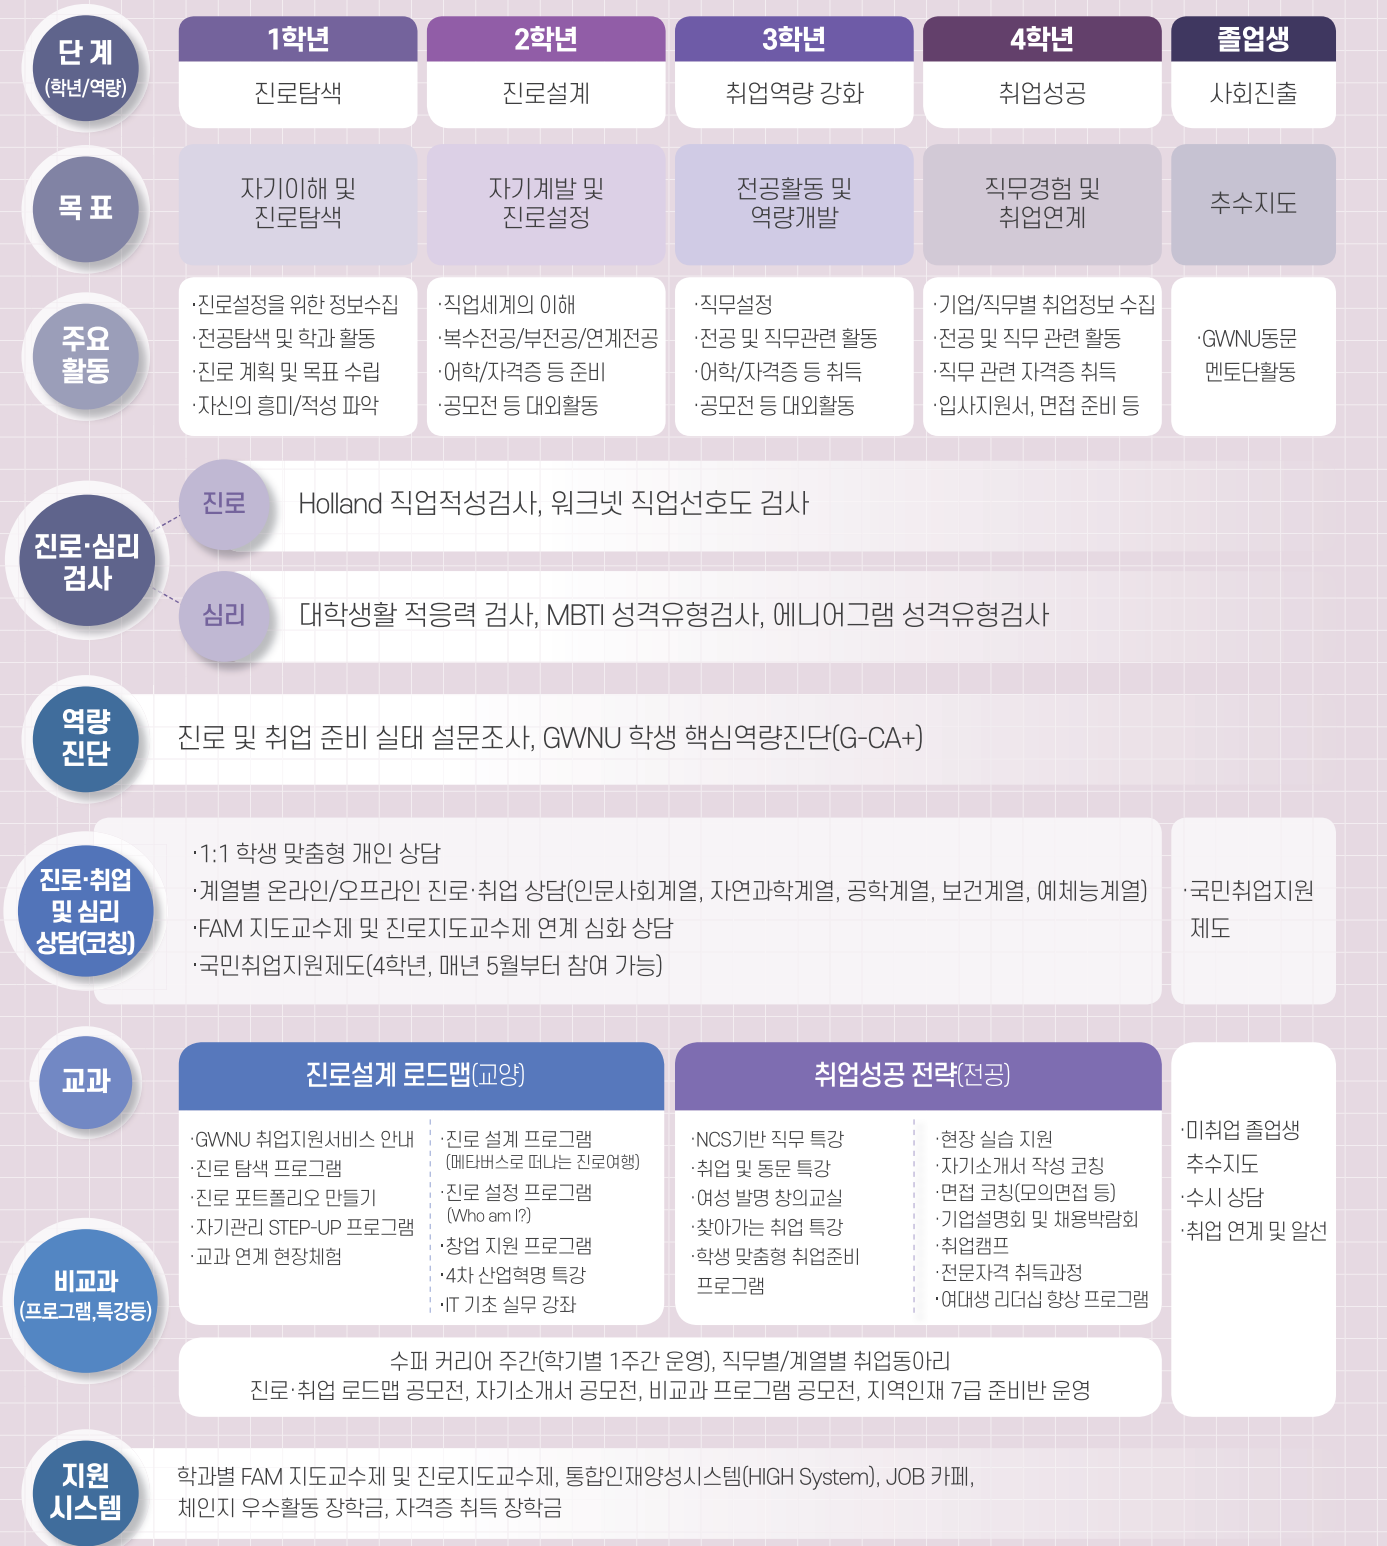 단 계
(학년/역량)
1학년
진로탐색
2학년
진로설계
3학년
취업역량 강화
4학년
취업성공
졸업생
사회진출
목 표
자기이해 및
진로탐색
자기계발 및
진로설정
전공활동 및
역량개발
직무경험 및
취업연계
추수지도
주요
활동
·진로설정을 위한 정보수집
·전공탐색 및 학과 활동
·진로 계획 및 목표 수립
·자신의 흥미/적성 파악
·직업세계의 이해
·복수전공/부전공/연계전공
·어학/자격증 등 준비
·공모전 등 대외활동
·직무설정
·전공 및 직무관련 활동
·어학/자격증 등 취득
·공모전 등 대외활동
·기업/직무별 취업정보 수집
·전공 및 직무 관련 활동
·직무 관련 자격증 취득
·입사지원서, 면접 준비 등
·GWNU동문
멘토단활동
진로·심리
검사
진로
Holland 직업적성검사, 워크넷 직업선호도 검사
심리
대학생활 적응력 검사, MBTI 성격유형검사, 에니어그램 성격유형검사
역량
진단
진로 및 취업 준비 실태 설문조사, GWNU 학생 핵심역량진단(G-CA+)
진로·취업
및 심리
상담(코칭)
·1:1 학생 맞춤형 개인 상담
·계열별 온라인/오프라인 진로·취업 상담(인문사회계열, 자연과학계열, 공학계열, 보건계열, 예체능계열)
·FAM 지도교수제 및 진로지도교수제 연계 심화 상담
·국민취업지원제도(4학년, 매년 5월부터 참여 가능)
·국민취업지원
제도
교과
비교과
(프로그램,특강등)
진로설계 로드맵(교양)
·GWNU 취업지원서비스 안내
·진로 탐색 프로그램
·진로 포트폴리오 만들기
·자기관리 STEP-UP 프로그램
·교과 연계 현장체험
·진로 설계 프로그램
(메타버스로 떠나는 진로여행)
·진로 설정 프로그램
(Who am I?)
·창업 지원 프로그램
·4차 산업혁명 특강
·IT 기초 실무 강좌
취업성공 전략(전공)
·NCS기반 직무 특강
·취업 및 동문 특강
·여성 발명 창의교실
·찾아가는 취업 특강
·학생 맞춤형 취업준비
프로그램
·현장 실습 지원
·자기소개서 작성 코칭
·면접 코칭(모의면접 등)
·기업설명회 및 채용박람회
·취업캠프
·전문자격 취득과정
·여대생 리더십 향상 프로그램
·미취업 졸업생
추수지도
·수시 상담
·취업 연계 및 알선
수퍼 커리어 주간(학기별 1주간 운영), 직무별/계열별 취업동아리
진로·취업 로드맵 공모전, 자기소개서 공모전, 비교과 프로그램 공모전, 지역인재 7급 준비반 운영
지원
시스템
학과별 FAM 지도교수제 및 진로지도교수제, 통합인재양성시스템(HIGH System), JOB 카페,
체인지 우수활동 장학금, 자격증 취득 장학금